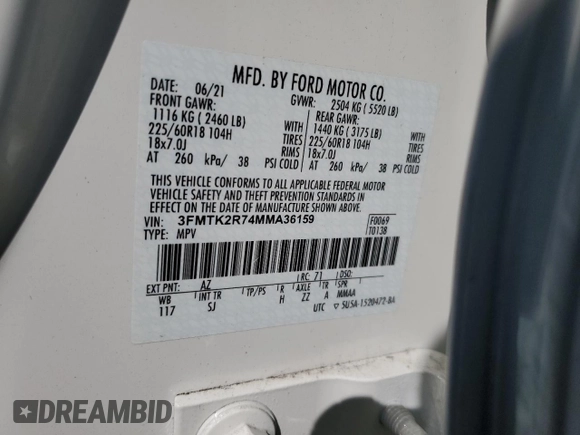 MFD. BY FORD MOTOR CO.
DATE: 06/21 GVWR: 2504 KG ( 5520 LB)
FRONT GAWR: REAR GAWR:
1116 KG ( 2460 LB) WITH 1440 KG ( 3175 LB) WITH
225/60R18 104H TIRES 225/60R18 104H TIRES
18x7.0J RIMS 18x7.0J RIMS
AT 260 kPa/ 38 PSI COLD AT 260 kPa/ 38 PSI COLD
THIS VEHICLE CONFORMS TO ALL APPLICABLE FEDERAL MOTOR
VEHICLE SAFETY AND THEFT PREVENTION STANDARDS IN
EFFECT ON THE DATE OF MANUFACTURE SHOWN ABOVE.
VIN: 3FMTK2R74MMA36159 F0069
TYPE: MPV T0138
EXT PNT: AZ RC: 71 DSO:
WB INT TR TP/PS R AXLE TR SPR
117 SJ H ZZ A MMAA
UTC 5U5A-1520472-BA
DREAMBID